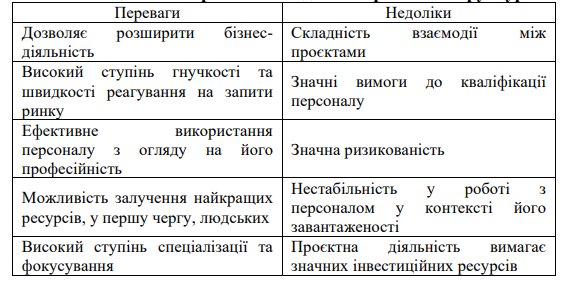 Переваги
Недоліки
Дозволяє розширити бізнес-
діяльність
Складність взаємодії між
проєктами
Високий ступінь гнучкості та
швидкості реагування на запити
ринку
Значні вимоги до кваліфікації
персоналу
Ефективне використання
персоналу з огляду на його
професійність
Значна ризикованість
Можливість залучення найкращих
ресурсів, у першу чергу, людських
Нестабільність у роботі з
персоналом у контексті його
завантаженості
Високий ступінь спеціалізації та
фокусування
Проєктна діяльність вимагає
значних інвестиційних ресурсів